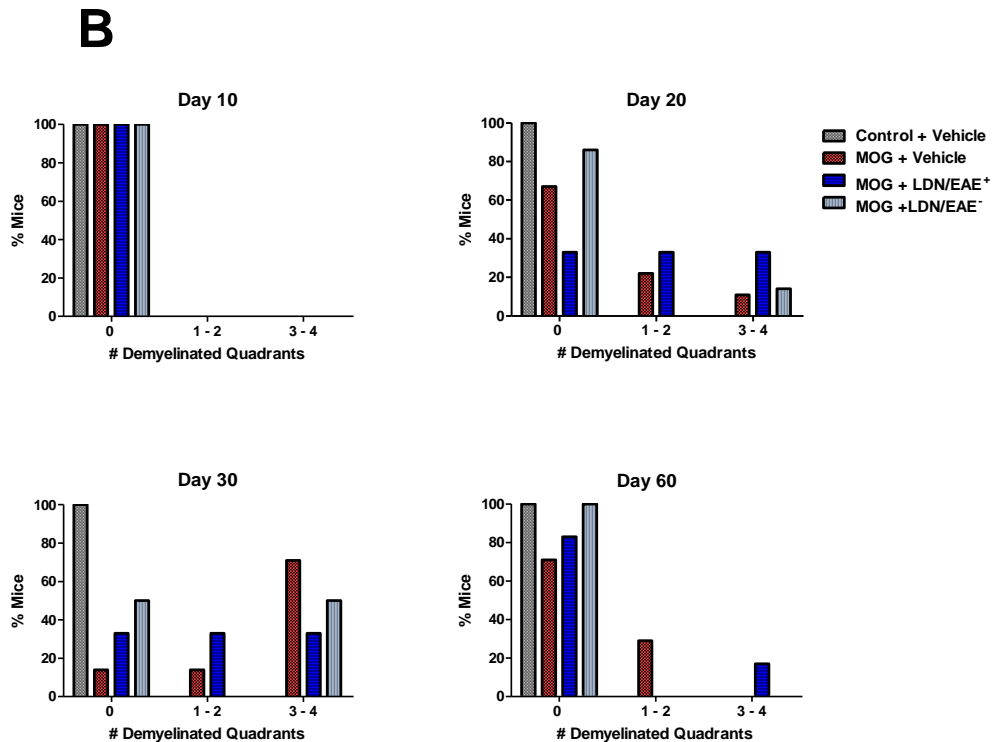 B
Day 10
100
80
60
40
20
0
% Mice
0 1 - 2 3 - 4
# Demyelinated Quadrants
Day 20
100
80
60
40
20
0
% Mice
0 1 - 2 3 - 4
# Demyelinated Quadrants
Control + Vehicle
MOG + Vehicle
MOG + LDN/EAE⁺
MOG +LDN/EAE⁻
Day 30
100
80
60
40
20
0
% Mice
0 1 - 2 3 - 4
# Demyelinated Quadrants
Day 60
100
80
60
40
20
0
% Mice
0 1 - 2 3 - 4
# Demyelinated Quadrants